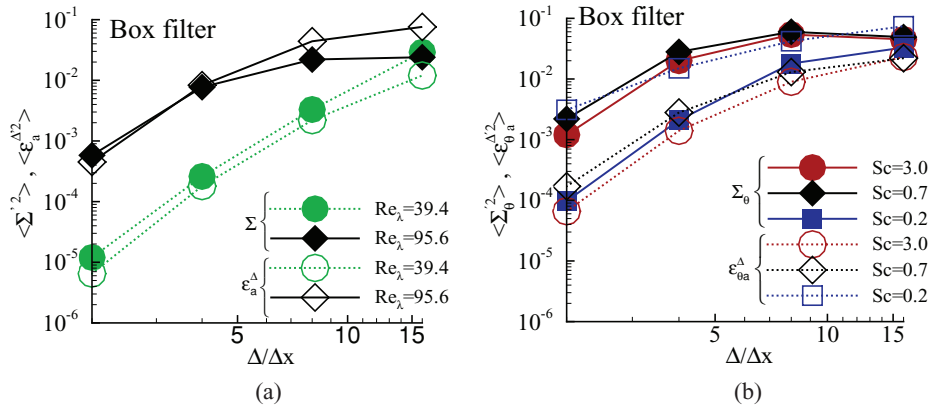 Box filter
(a)
10⁻¹
10⁻²
10⁻³
10⁻⁴
10⁻⁵
10⁻⁶
<Σ'²> , <ε_a^Δ'²>
5 10 15
Δ/Δx
Σ
Re_λ=39.4
Re_λ=95.6
ε_a^Δ
Re_λ=39.4
Re_λ=95.6
(a)
Box filter
(b)
10⁻¹
10⁻²
10⁻³
10⁻⁴
10⁻⁵
10⁻⁶
<Σ_θ'²> , <ε_θa^Δ'²>
5 10 15
Δ/Δx
Σ_θ
Sc=3.0
Sc=0.7
Sc=0.2
ε_θa^Δ
Sc=3.0
Sc=0.7
Sc=0.2
(b)